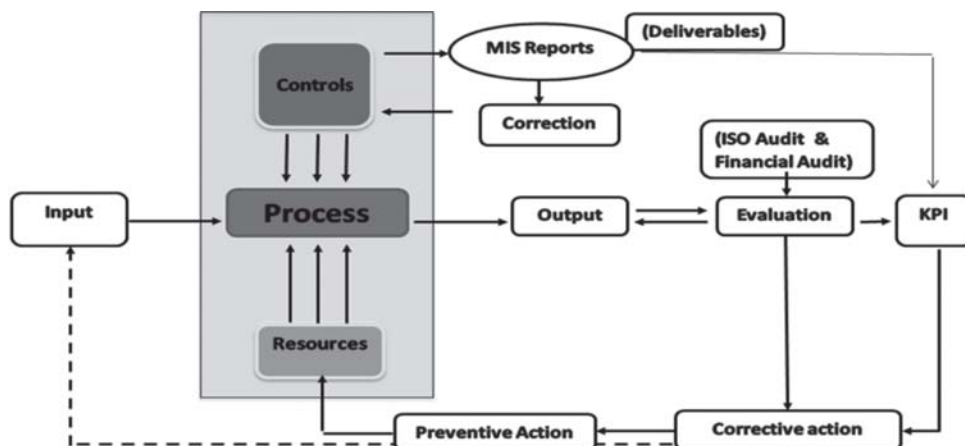 (Deliverables)
MIS Reports
Controls
Correction
(ISO Audit &
Financial Audit)
Input
Process
Output
Evaluation
KPI
Resources
Preventive Action
Corrective action